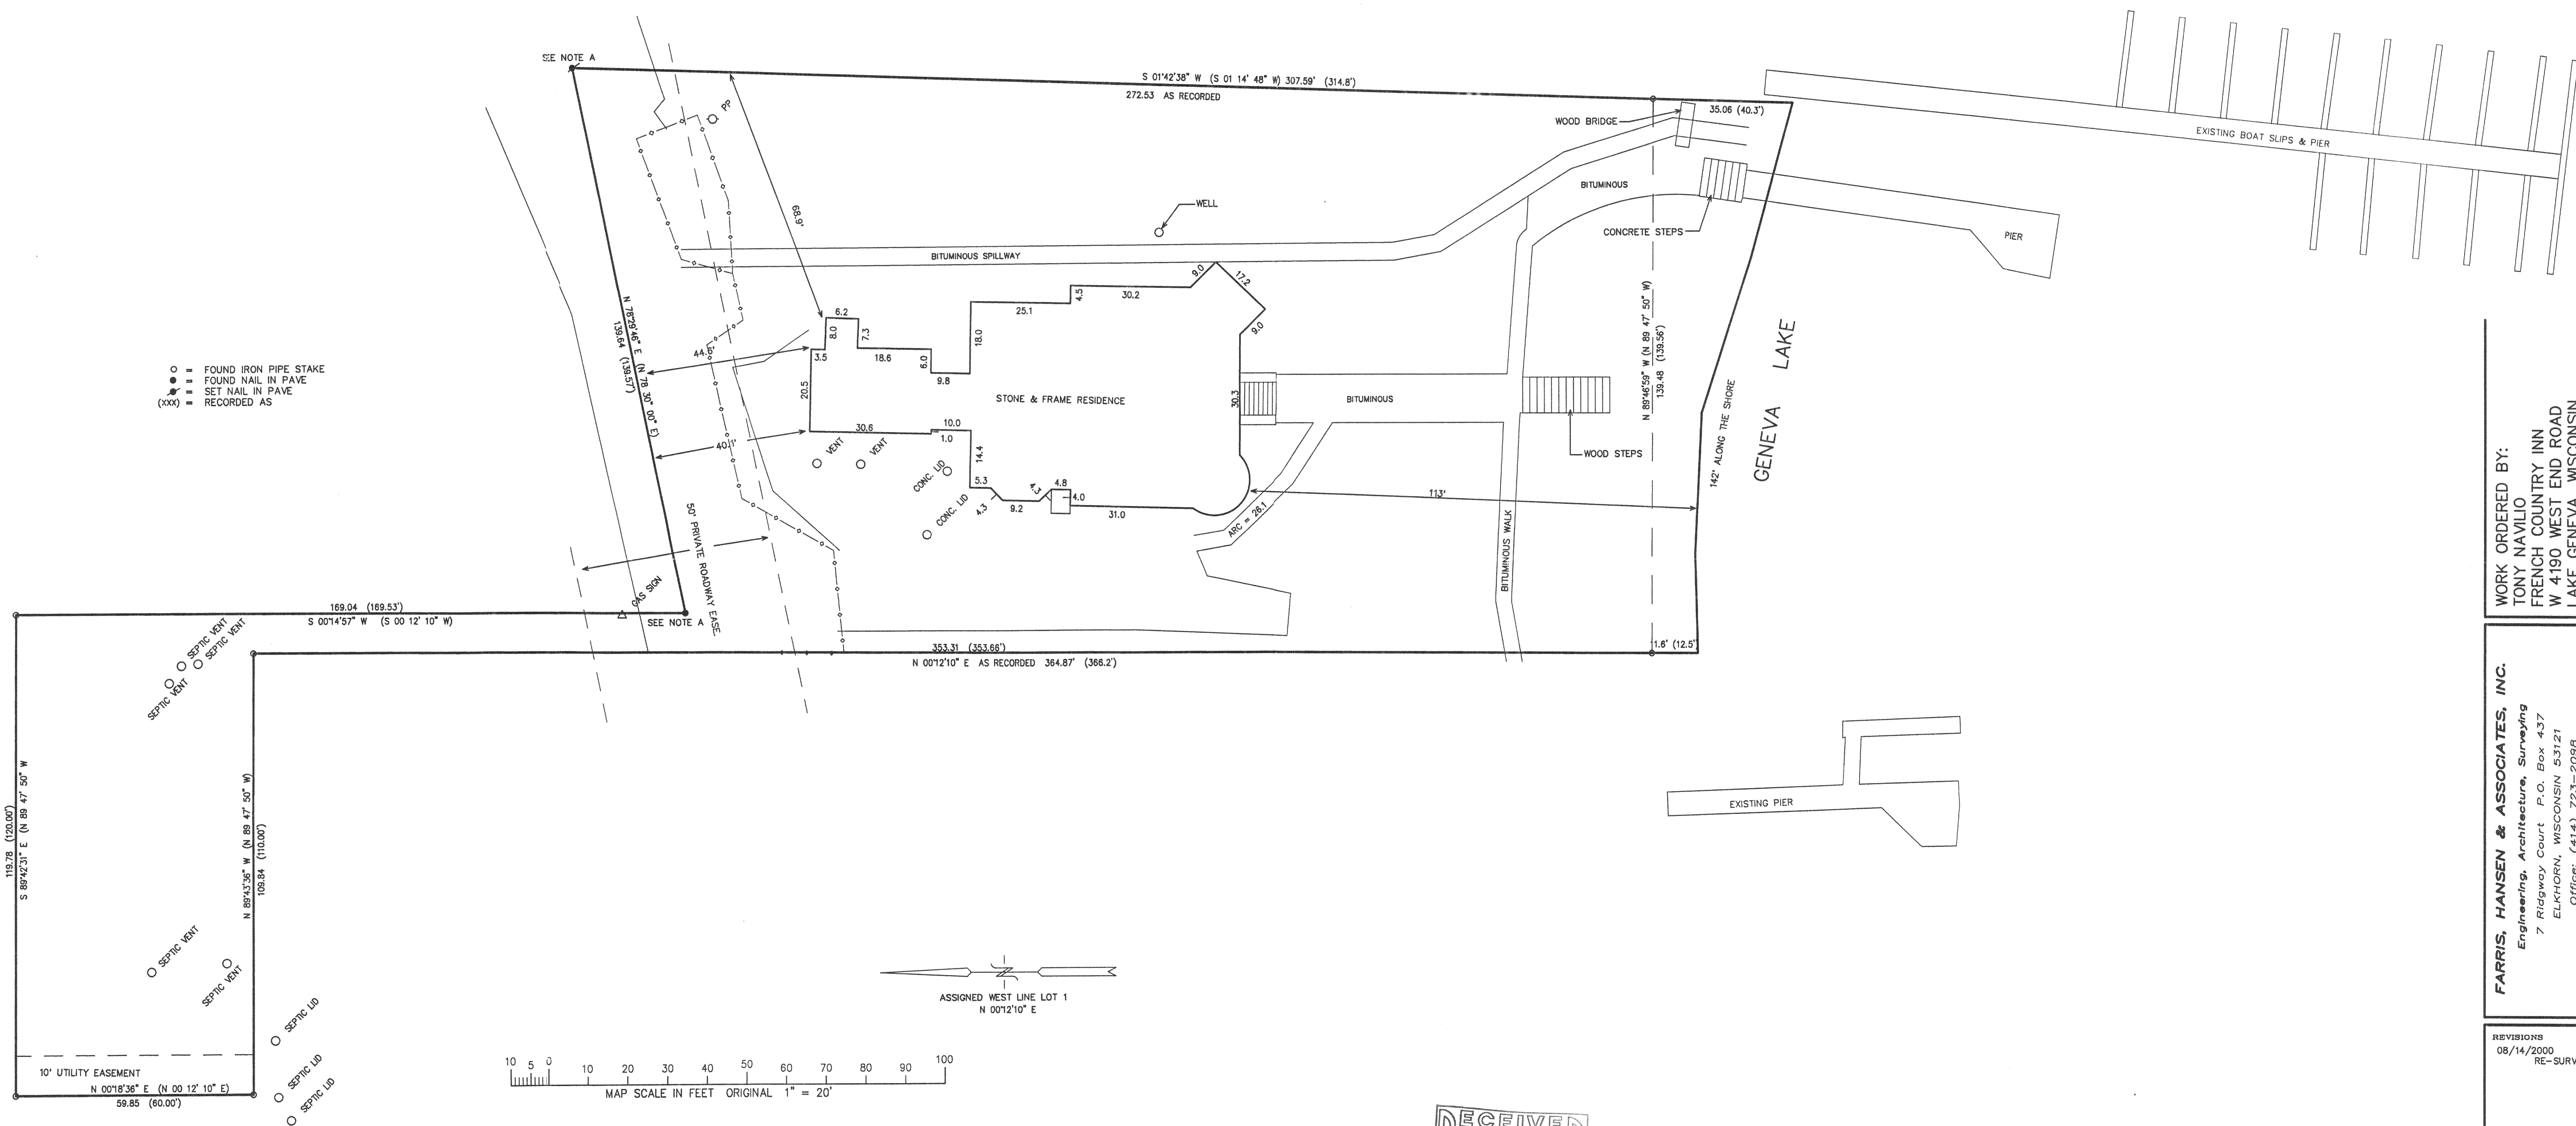 SEE NOTE A
S 01°42'38" W (S 01 14' 48" W) 307.59' (314.8')
272.53 AS RECORDED
35.06 (40.3')
WOOD BRIDGE
EXISTING BOAT SLIPS & PIER
PP
BITUMINOUS
WELL
CONCRETE STEPS
PIER
68.9'
BITUMINOUS SPILLWAY
9.0
17.2
4.5
30.2
25.1
9.0
6.2
8.0
7.3
18.0
3.5
18.6
6.0
9.8
44.6'
N 78°29'46" E (N 78 30' 00" E)
139.64 (139.57')
N 89°46'59" W (N 89 47' 50" W)
139.48 (139.56')
GENEVA LAKE
142' ALONG THE SHORE
○ = FOUND IRON PIPE STAKE
● = FOUND NAIL IN PAVE
= SET NAIL IN PAVE
(XXX) = RECORDED AS
20.5
STONE & FRAME RESIDENCE
30.3
BITUMINOUS
30.6
10.0
1.0
40.1'
VENT
VENT
CONC. LID
CONC. LID
14.4
5.3
4.3
9.2
4.3
4.8
4.0
31.0
ARC = 26.1
WOOD STEPS
113'
BITUMINOUS WALK
50' PRIVATE ROADWAY EASE.
GAS SIGN
SEE NOTE A
169.04 (169.53')
S 00°14'57" W (S 00 12' 10" W)
353.31 (353.66')
N 00°12'10" E AS RECORDED 364.87' (366.2')
1.6' (12.5'
SEPTIC VENT
SEPTIC VENT
SEPTIC VENT
119.78 (120.00')
S 89°42'31" E (N 89 47' 50" W
N 89°43'36" W (N 89 47' 50" W)
109.84 (110.00')
SEPTIC VENT
SEPTIC VENT
SEPTIC LID
SEPTIC LID
SEPTIC LID
10' UTILITY EASEMENT
N 00°18'36" E (N 00 12' 10" E)
59.85 (60.00')
EXISTING PIER
ASSIGNED WEST LINE LOT 1
N 00°12'10" E
10 5 0 10 20 30 40 50 60 70 80 90 100
MAP SCALE IN FEET ORIGINAL 1" = 20'
RECEIVED
WORK ORDERED BY:
TONY NAVILIO
FRENCH COUNTRY INN
W 4190 WEST END ROAD
LAKE GENEVA WISCONSIN
FARRIS, HANSEN & ASSOCIATES, INC.
Engineering, Architecture, Surveying
7 Ridgway Court P.O. Box 437
ELKHORN, WISCONSIN 53121
Office: (414) 723-2098
REVISIONS
08/14/2000
RE-SURV